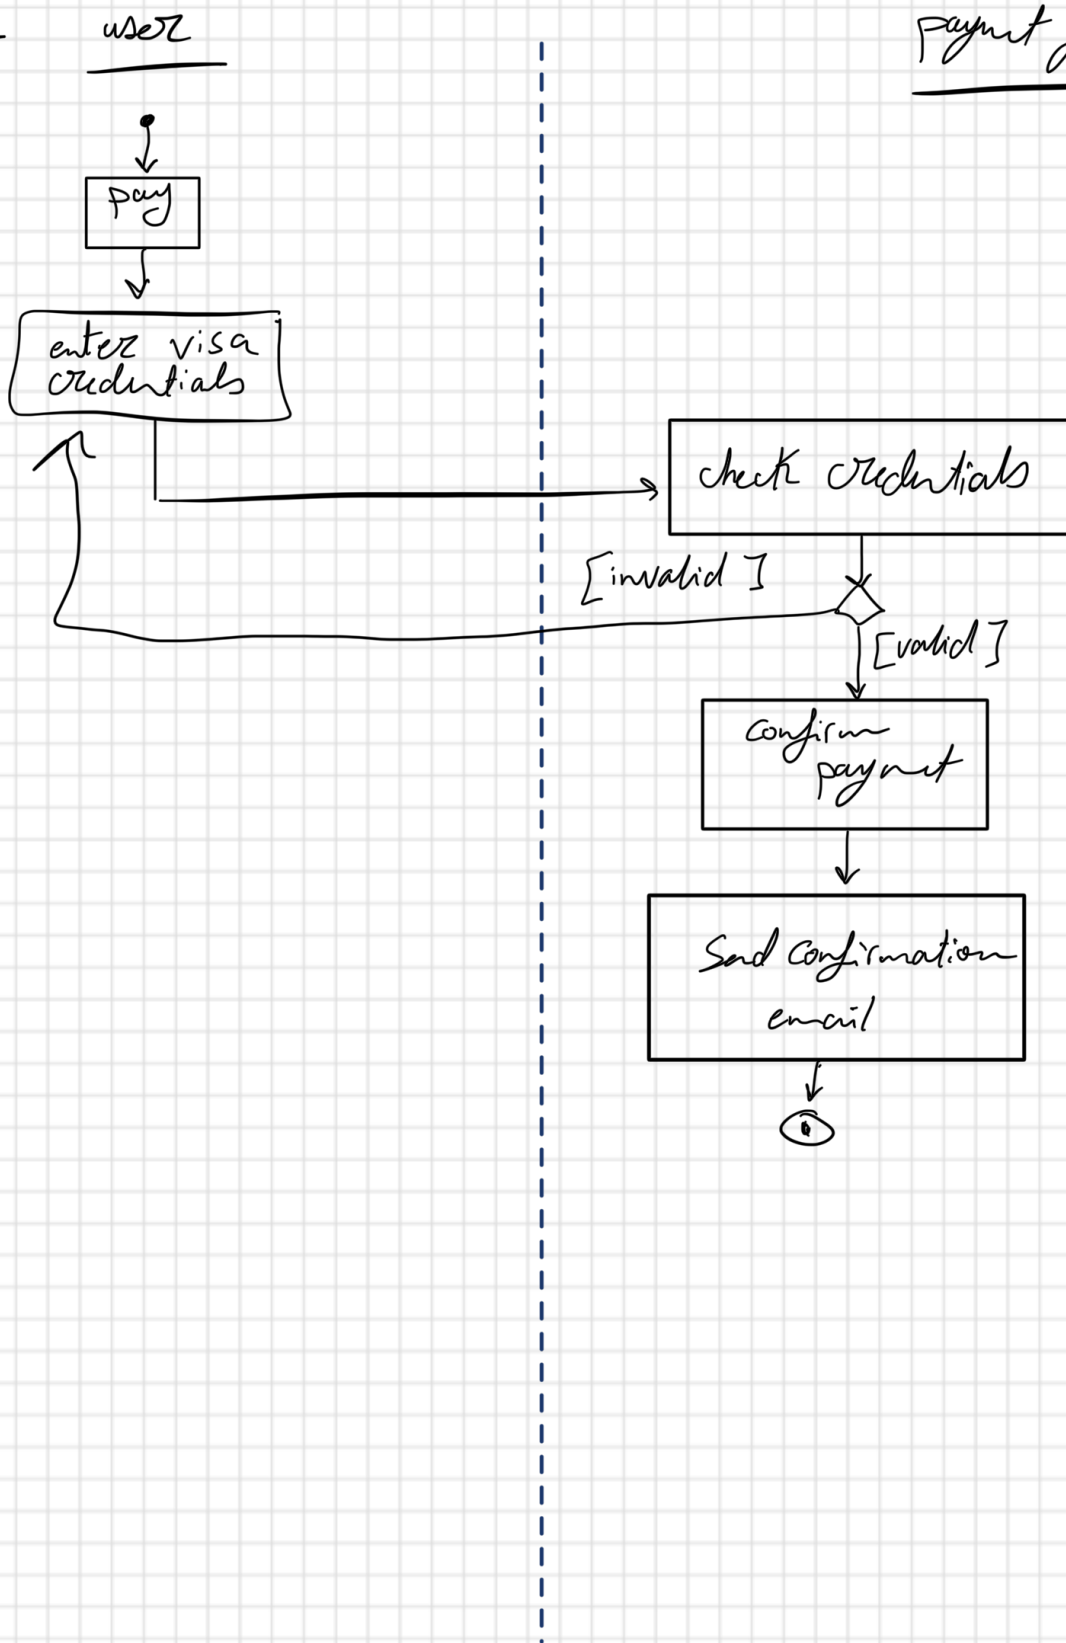 user
paymt
pay
enter visa
credentials
check credentials
[invalid]
[valid]
confirm
paymt
Send confirmation
email